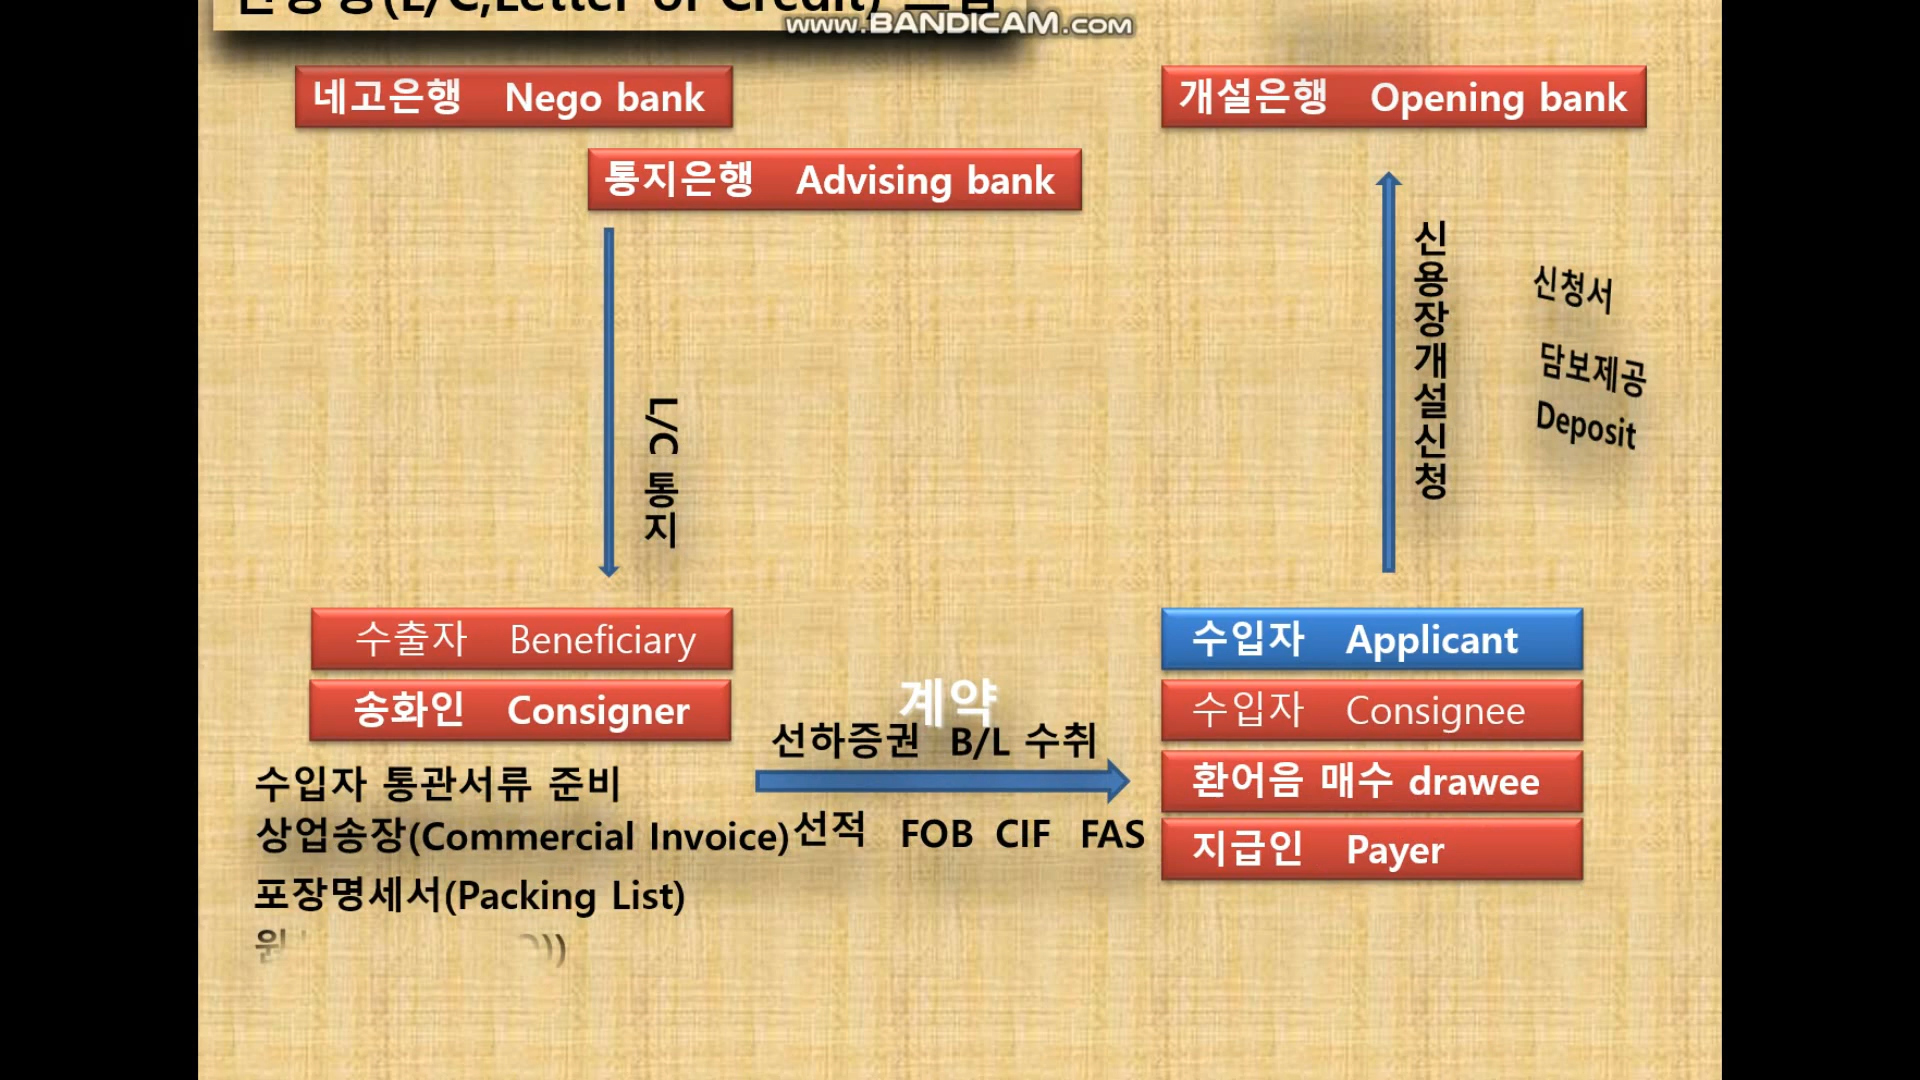 (L/C,Letter of Credit)
www.BANDICAM.com
네고은행 Nego bank
개설은행 Opening bank
통지은행 Advising bank
신용장개설신청
신청서
담보제공
Deposit
L/C 통지
수출자 Beneficiary
수입자 Applicant
송화인 Consigner
계약
수입자 Consignee
선하증권 B/L 수취
수입자 통관서류 준비
환어음 매수 drawee
상업송장(Commercial Invoice)
선적 FOB CIF FAS
지급인 Payer
포장명세서(Packing List)
원